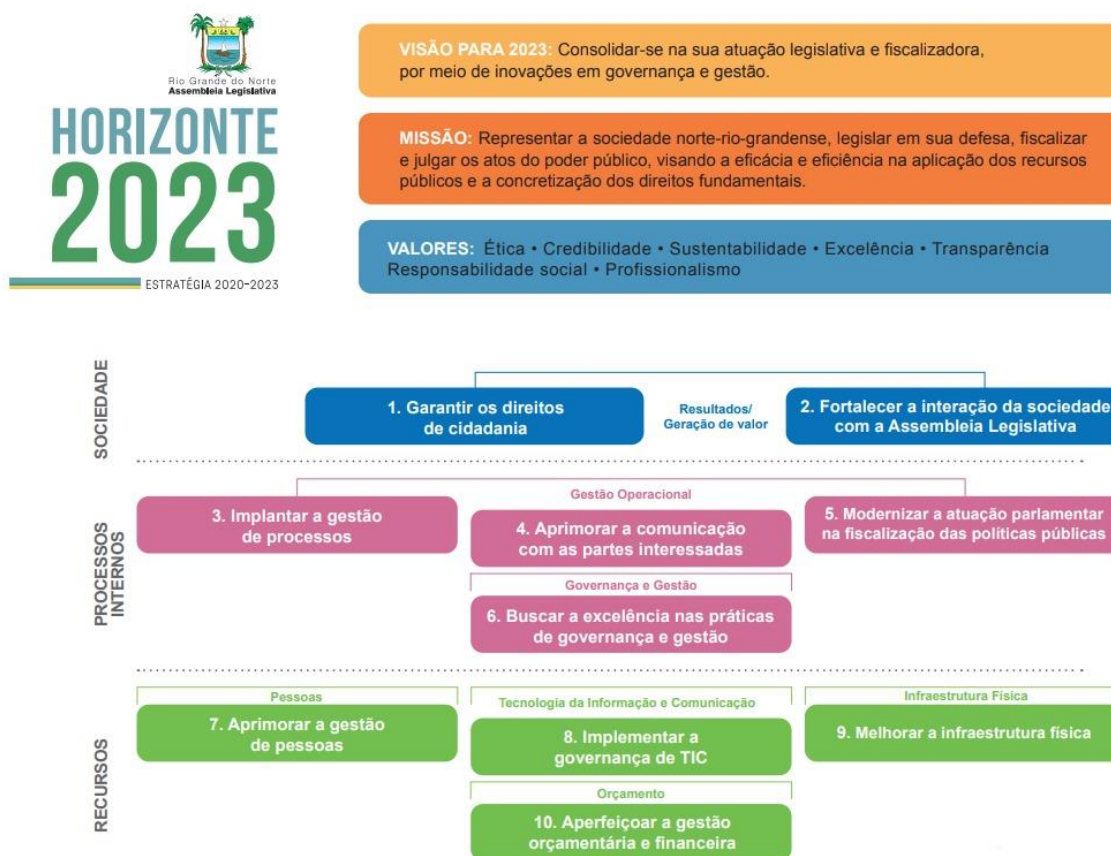 Rio Grande do Norte
Assembleia Legislativa
HORIZONTE
2023
ESTRATÉGIA 2020-2023
VISÃO PARA 2023: Consolidar-se na sua atuação legislativa e fiscalizadora,
por meio de inovações em governança e gestão.
MISSÃO: Representar a sociedade norte-rio-grandense, legislar em sua defesa, fiscalizar
e julgar os atos do poder público, visando a eficácia e eficiência na aplicação dos recursos
públicos e a concretização dos direitos fundamentais.
VALORES: Ética • Credibilidade • Sustentabilidade • Excelência • Transparência
Responsabilidade social • Profissionalismo
SOCIEDADE
1. Garantir os direitos
de cidadania
Resultados/
Geração de valor
2. Fortalecer a interação da sociedade
com a Assembleia Legislativa
PROCESSOS
INTERNOS
3. Implantar a gestão
de processos
Gestão Operacional
4. Aprimorar a comunicação
com as partes interessadas
5. Modernizar a atuação parlamentar
na fiscalização das políticas públicas
Governança e Gestão
6. Buscar a excelência nas práticas
de governança e gestão
RECURSOS
Pessoas
7. Aprimorar a gestão
de pessoas
Tecnologia da Informação e Comunicação
8. Implementar a
governança de TIC
Infraestrutura Física
9. Melhorar a infraestrutura física
Orçamento
10. Aperfeiçoar a gestão
orçamentária e financeira